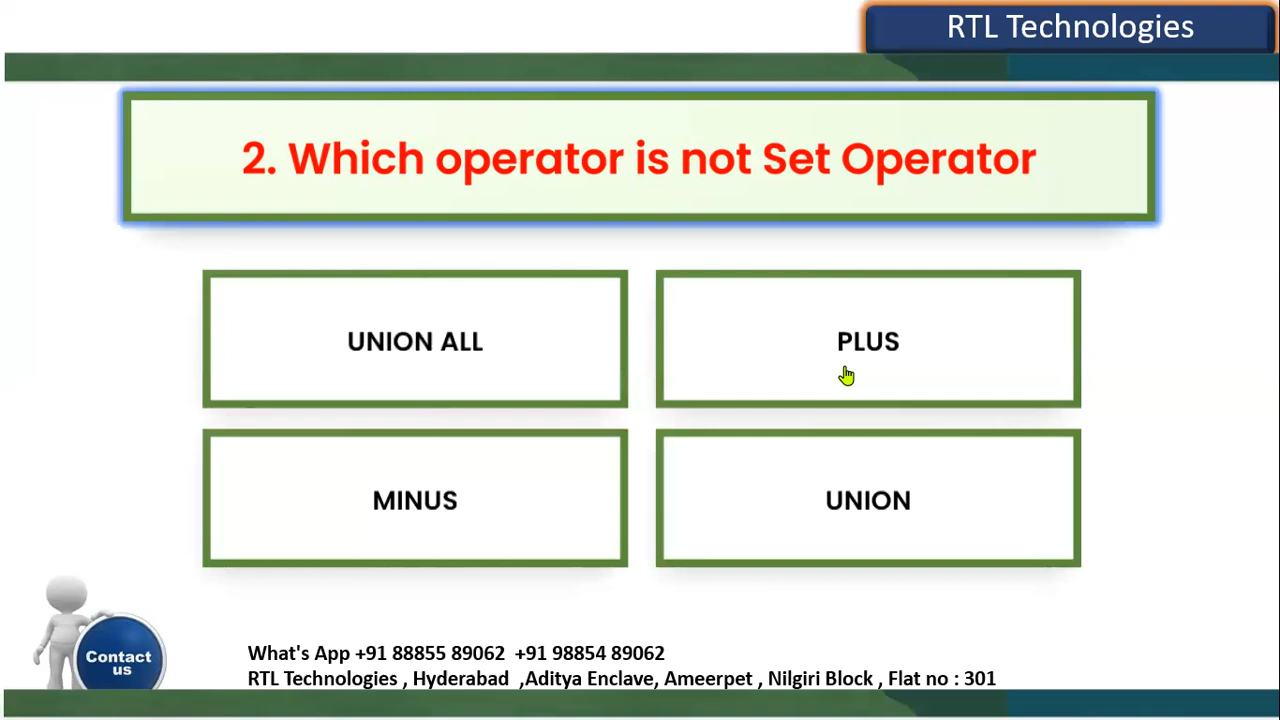 RTL Technologies
2. Which operator is not Set Operator
UNION ALL
PLUS
MINUS
UNION
Contact
us
What's App +91 88855 89062 +91 98854 89062
RTL Technologies , Hyderabad ,Aditya Enclave, Ameerpet , Nilgiri Block , Flat no : 301